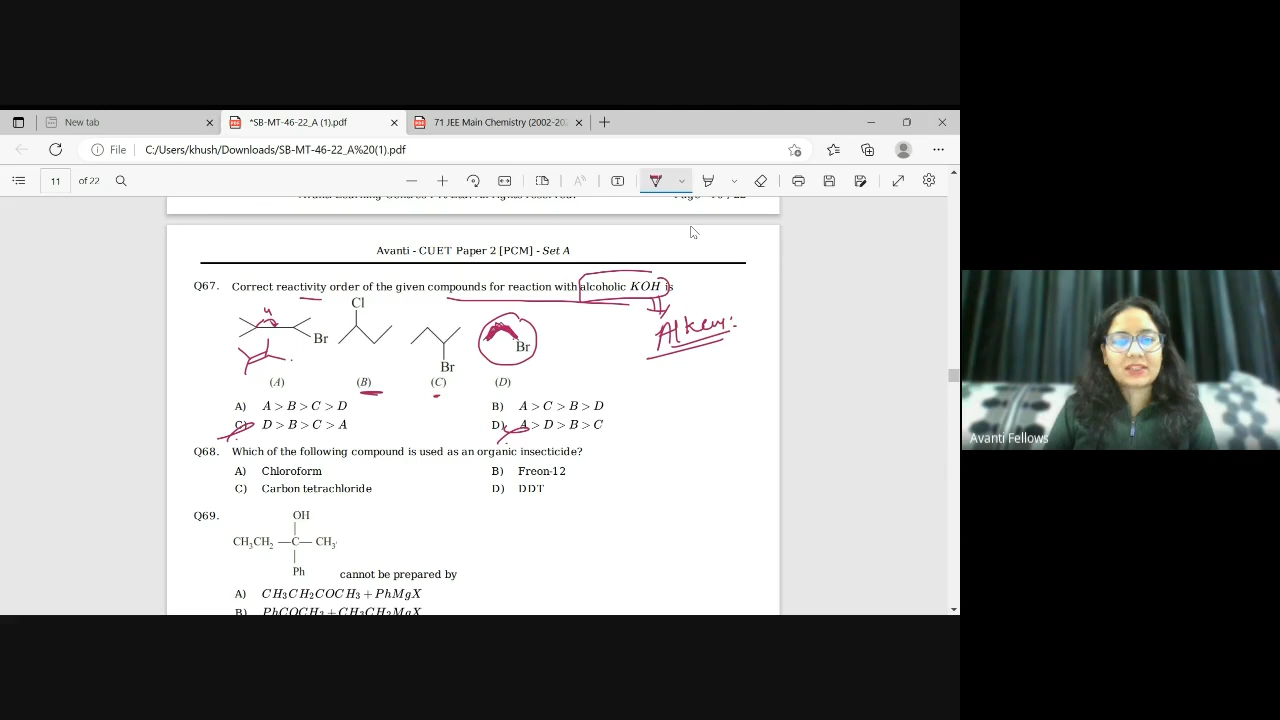 New tab
*SB-MT-46-22_A (1).pdf
71 JEE Main Chemistry (2002-202
File
C:/Users/khush/Downloads/SB-MT-46-22_A%20(1).pdf
11 of 22
Avanti - CUET Paper 2 [PCM] - Set A
Q67. Correct reactivity order of the given compounds for reaction with alcoholic KOH is
Cl
Br
Br
Br
Alkene
(A) (B) (C) (D)
A) A > B > C > D B) A > C > B > D
C) D > B > C > A D) A > D > B > C
Q68. Which of the following compound is used as an organic insecticide?
A) Chloroform B) Freon-12
C) Carbon tetrachloride D) DDT
Q69.
OH
CH3CH2 —C— CH3
Ph
cannot be prepared by
A) CH3CH2COCH3 + PhMgX
B) PhCOCH3 + CH3CH2MgX
Avanti Fellows